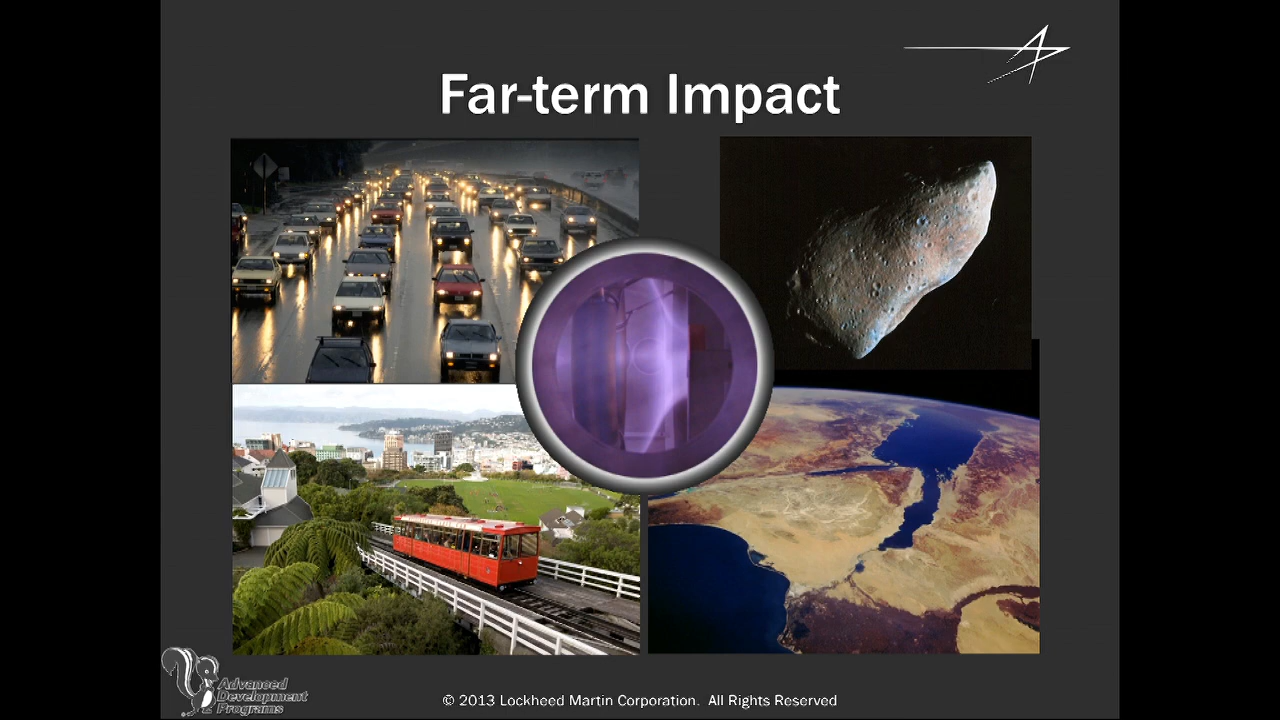 Far-term Impact
Advanced
Development
Programs
© 2013 Lockheed Martin Corporation. All Rights Reserved